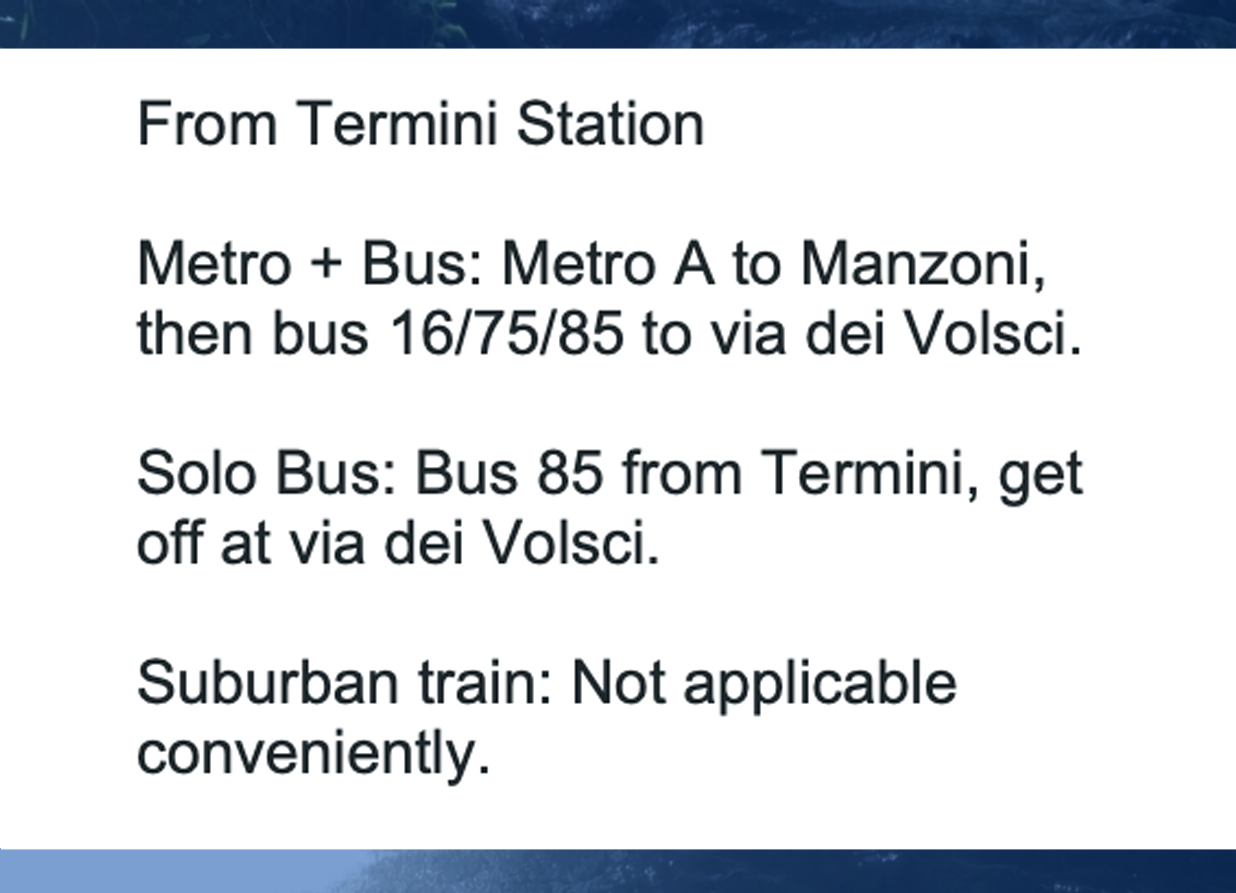 From Termini Station
Metro + Bus: Metro A to Manzoni,
then bus 16/75/85 to via dei Volsci.
Solo Bus: Bus 85 from Termini, get
off at via dei Volsci.
Suburban train: Not applicable
conveniently.